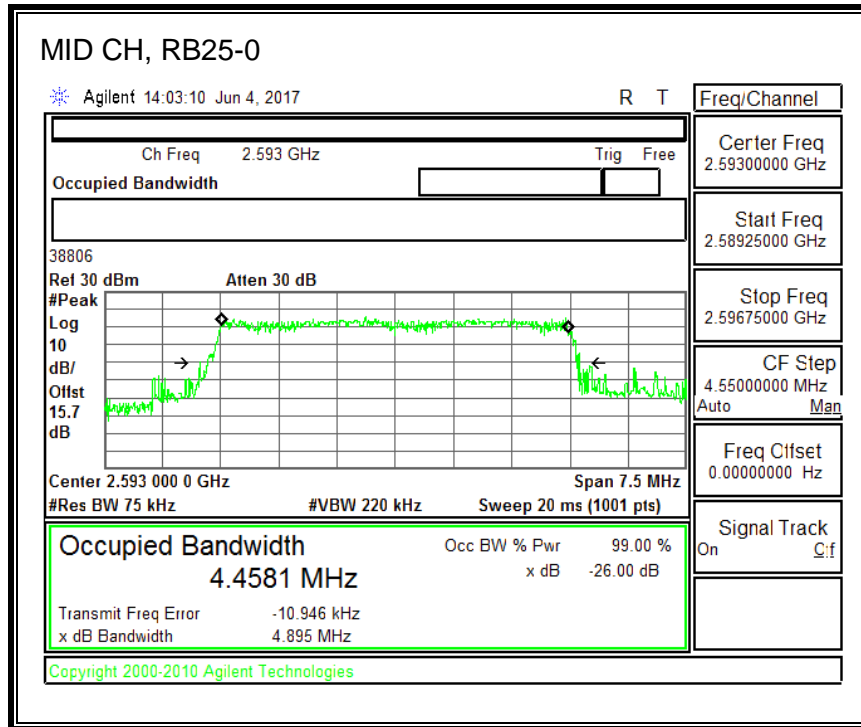 MID CH, RB25-0
Agilent 14:03:10 Jun 4, 2017 R T
Freq/Channel
Ch Freq 2.593 GHz Trig Free
Occupied Bandwidth
Center Freq
2.59300000 GHz
Start Freq
2.58925000 GHz
Stop Freq
2.59675000 GHz
CF Step
4.55000000 MHz
Auto Man
Freq Offset
0.00000000 Hz
Signal Track
On Off
38806
Ref 30 dBm Atten 30 dB
#Peak
Log
10
dB/
Offst
15.7
dB
Center 2.593 000 0 GHz Span 7.5 MHz
#Res BW 75 kHz #VBW 220 kHz Sweep 20 ms (1001 pts)
Occupied Bandwidth
4.4581 MHz
Occ BW % Pwr 99.00 %
x dB -26.00 dB
Transmit Freq Error -10.946 kHz
x dB Bandwidth 4.895 MHz
Copyright 2000-2010 Agilent Technologies